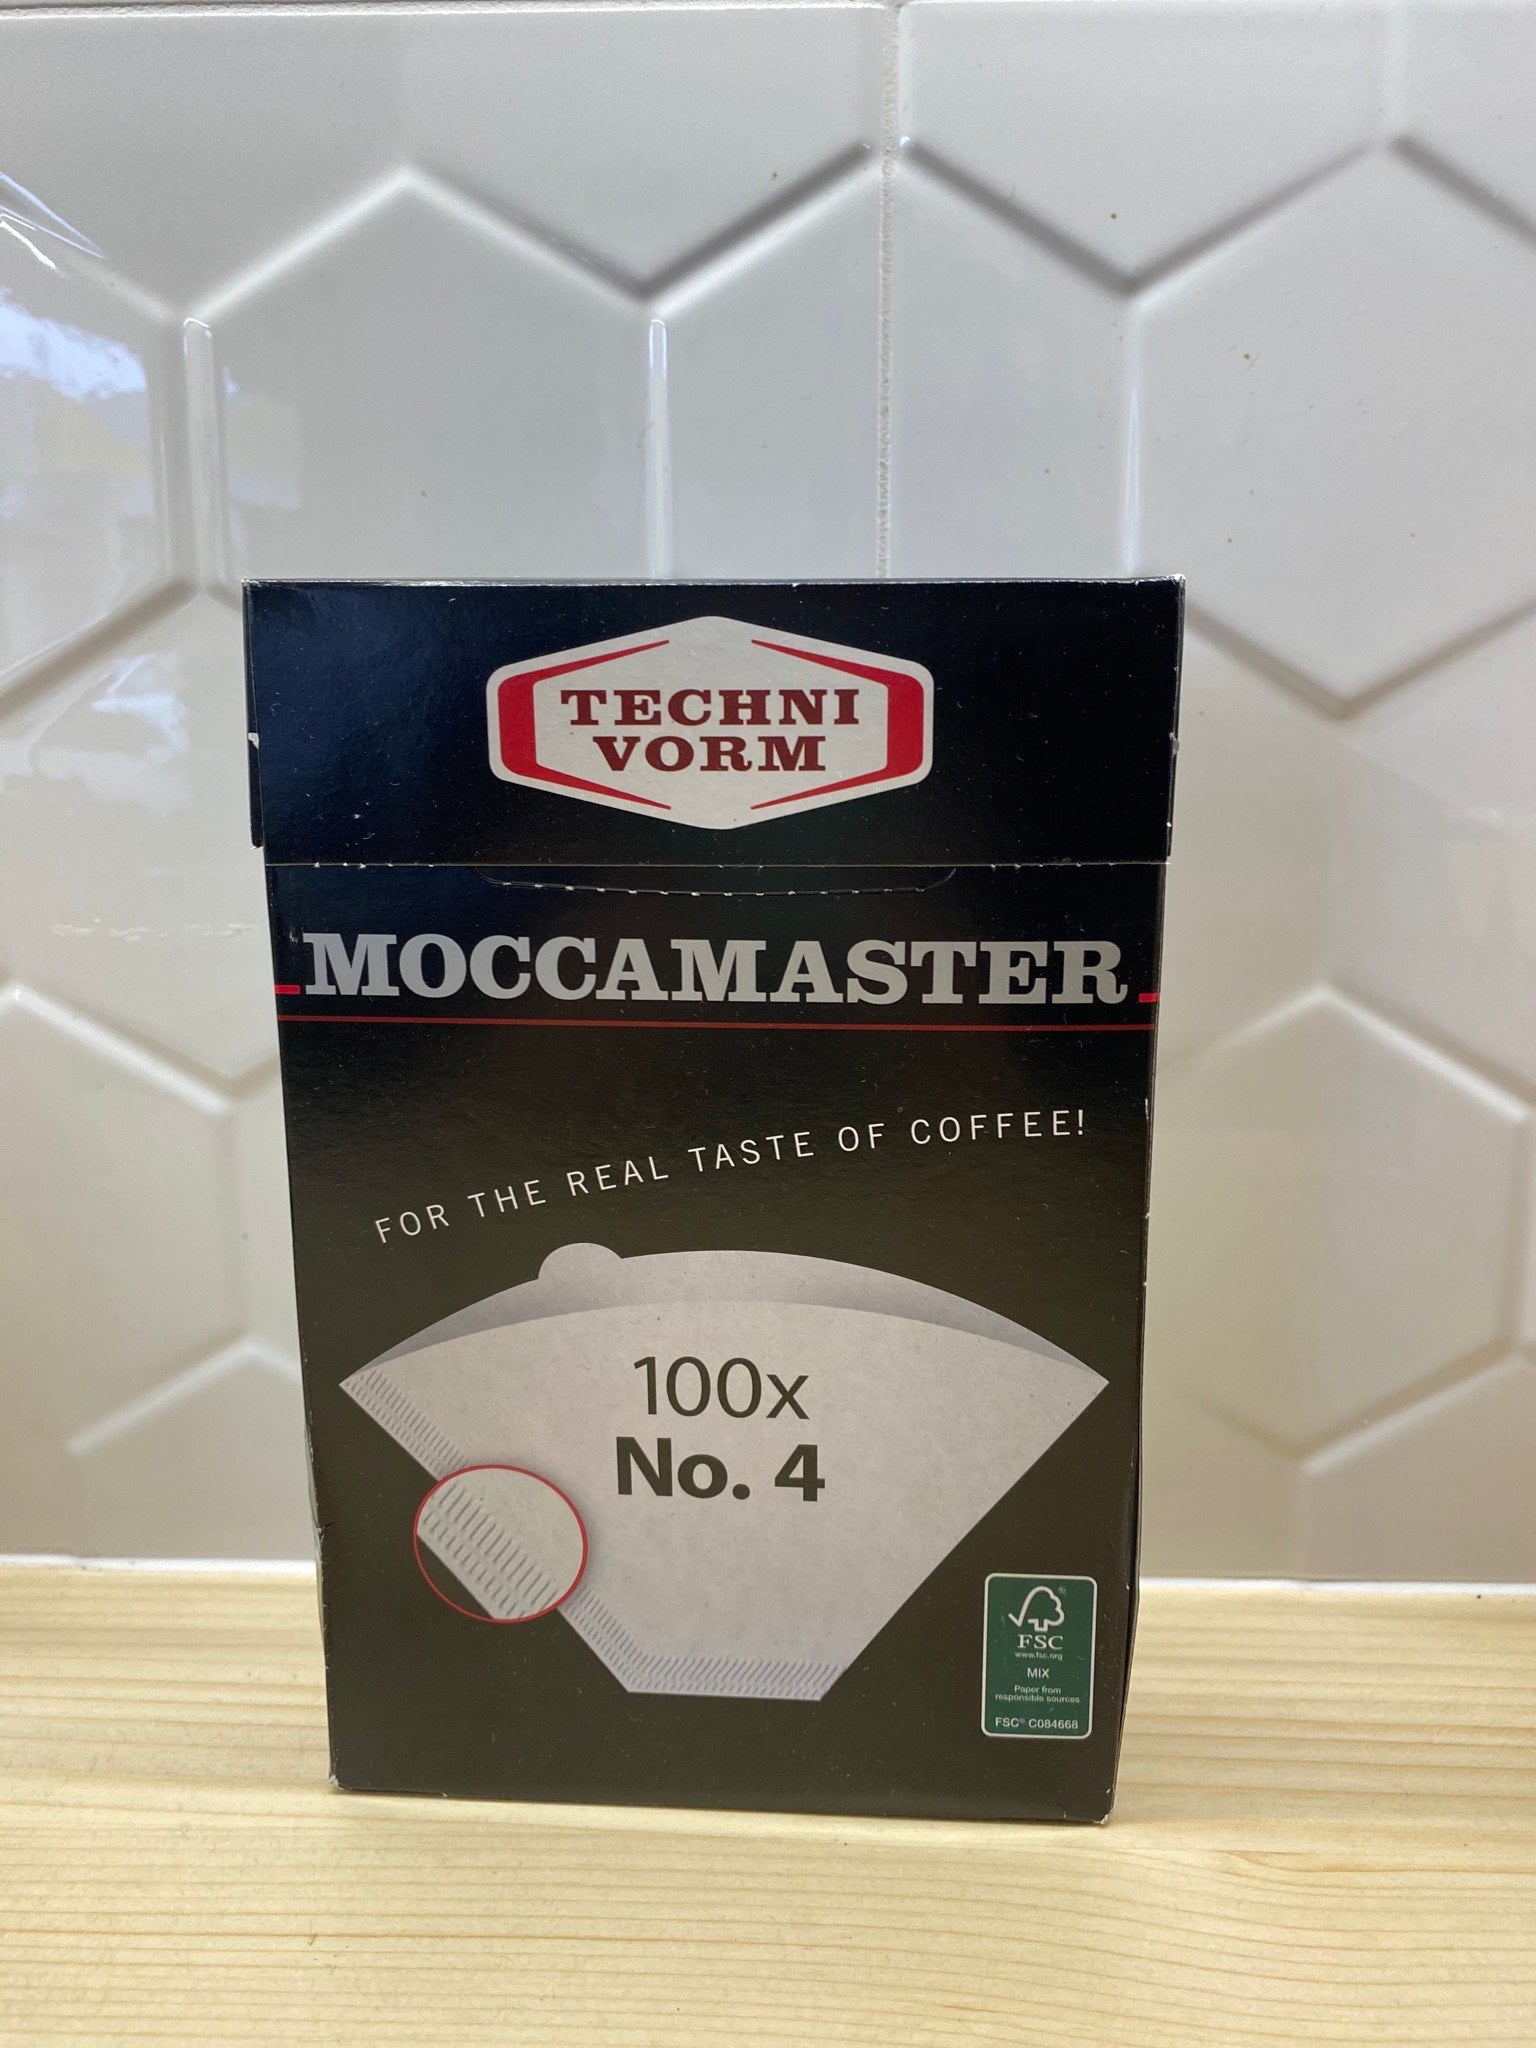 TECHNI
VORM
MOCCAMASTER
FOR THE REAL TASTE OF COFFEE!
100x
No. 4
FSC
www.fsc.org
MIX
Paper from
responsible sources
FSC® C084668